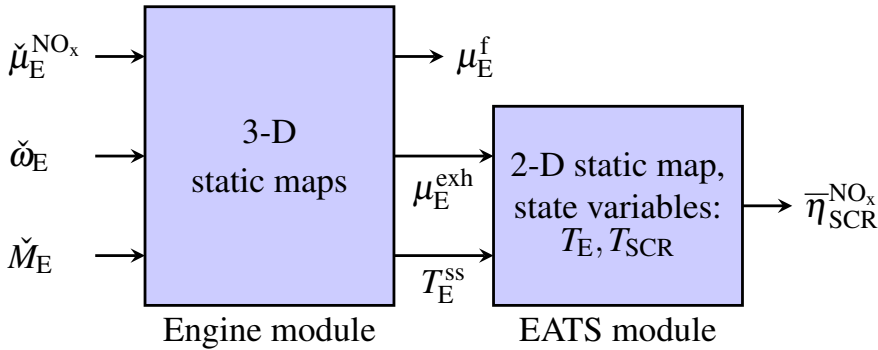 μ̌_E^{NO_x}
μ_E^f
3-D
static maps
ω̌_E
μ_E^{exh}
2-D static map,
state variables:
T_E, T_SCR
η̅_{SCR}^{NO_x}
M̌_E
T_E^{ss}
Engine module
EATS module